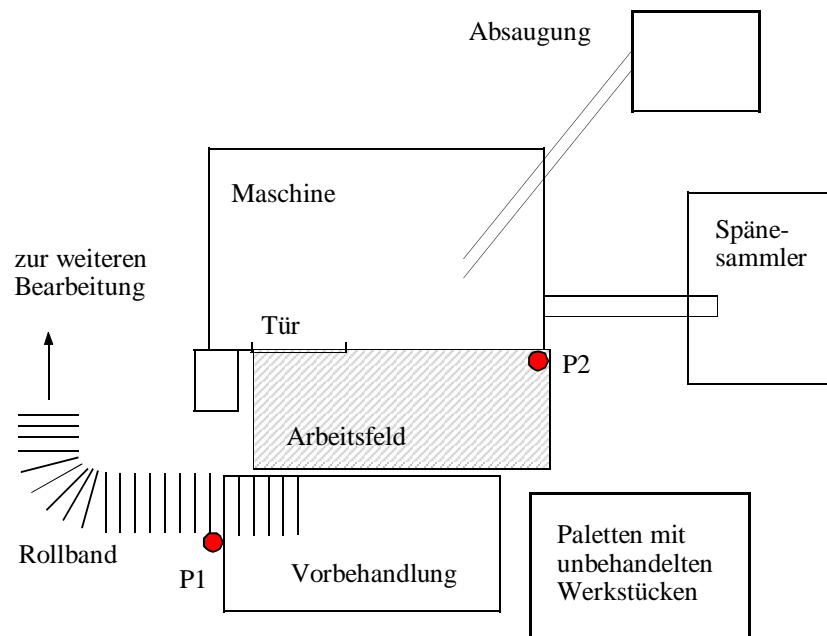 Absaugung
Maschine
Späne-
sammler
zur weiteren
Bearbeitung
Tür
P2
Arbeitsfeld
Rollband
P1
Vorbehandlung
Paletten mit
unbehandelten
Werkstücken